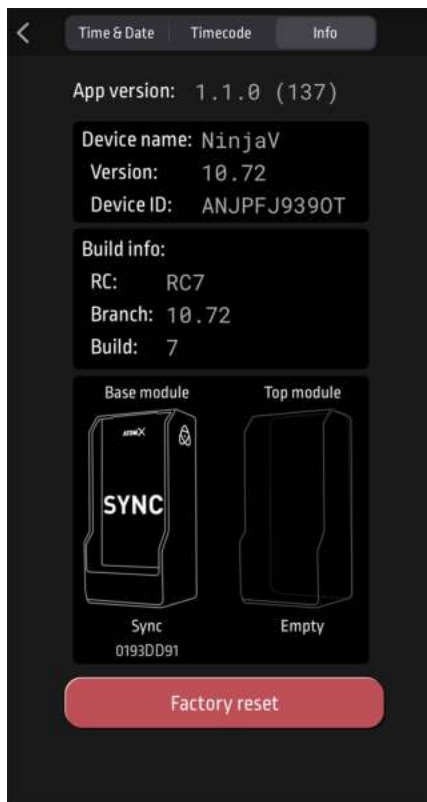 Time & Date Timecode Info
App version: 1.1.0 (137)
Device name: NinjaV
Version: 10.72
Device ID: ANJPFJ939OT
Build info:
RC: RC7
Branch: 10.72
Build: 7
Base module Top module
ATOMX
SYNC
Sync Empty
0193DD91
Factory reset